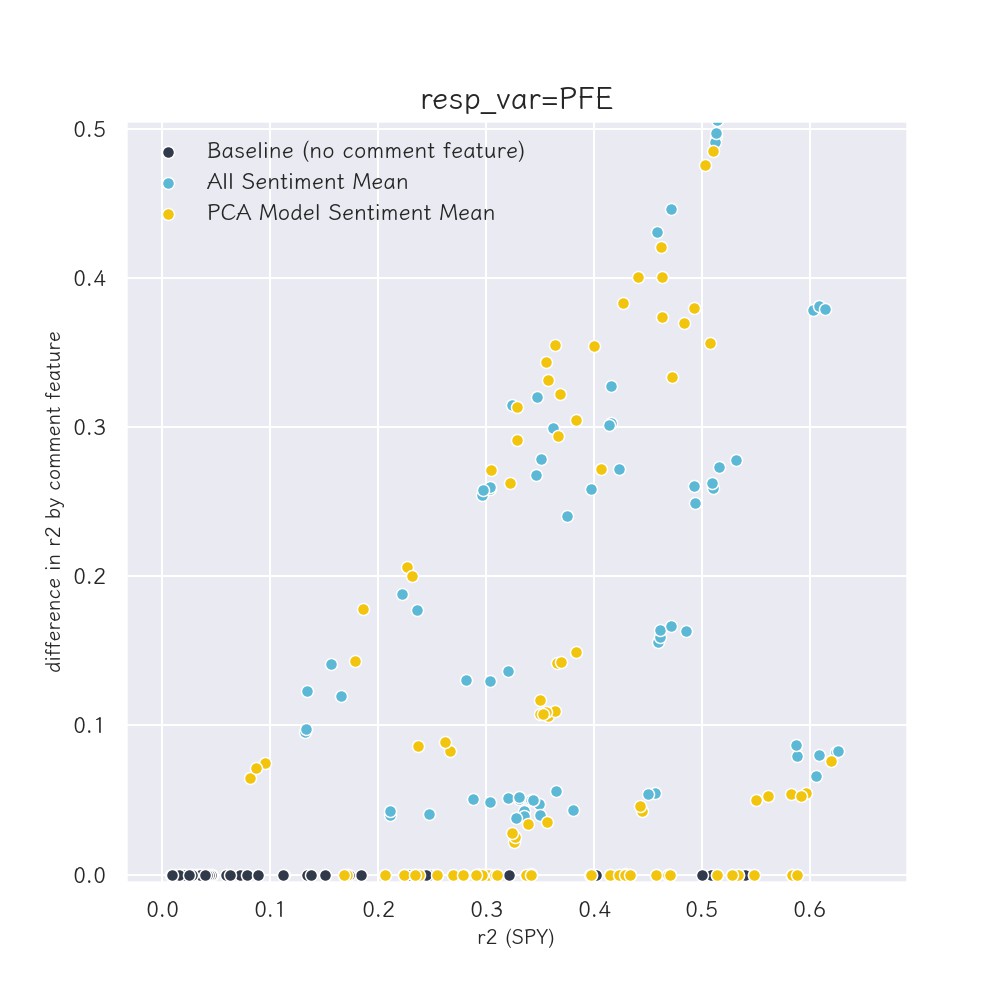 resp_var=PFE
0.5
0.4
0.3
0.2
0.1
0.0
difference in r2 by comment feature
Baseline (no comment feature)
All Sentiment Mean
PCA Model Sentiment Mean
0.0 0.1 0.2 0.3 0.4 0.5 0.6
r2 (SPY)